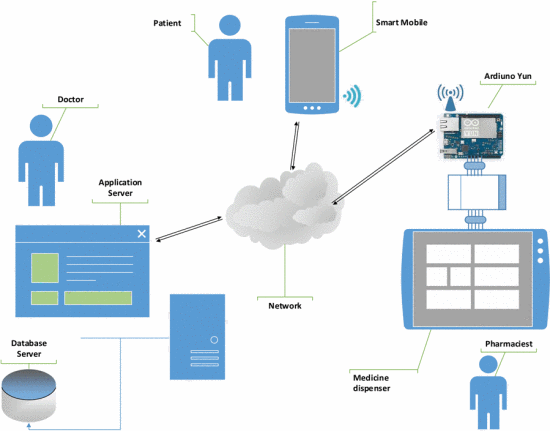 Patient
Smart Mobile
Ardiuno Yun
Doctor
Application
Server
Network
Database
Server
Pharmaciest
Medicine
dispenser